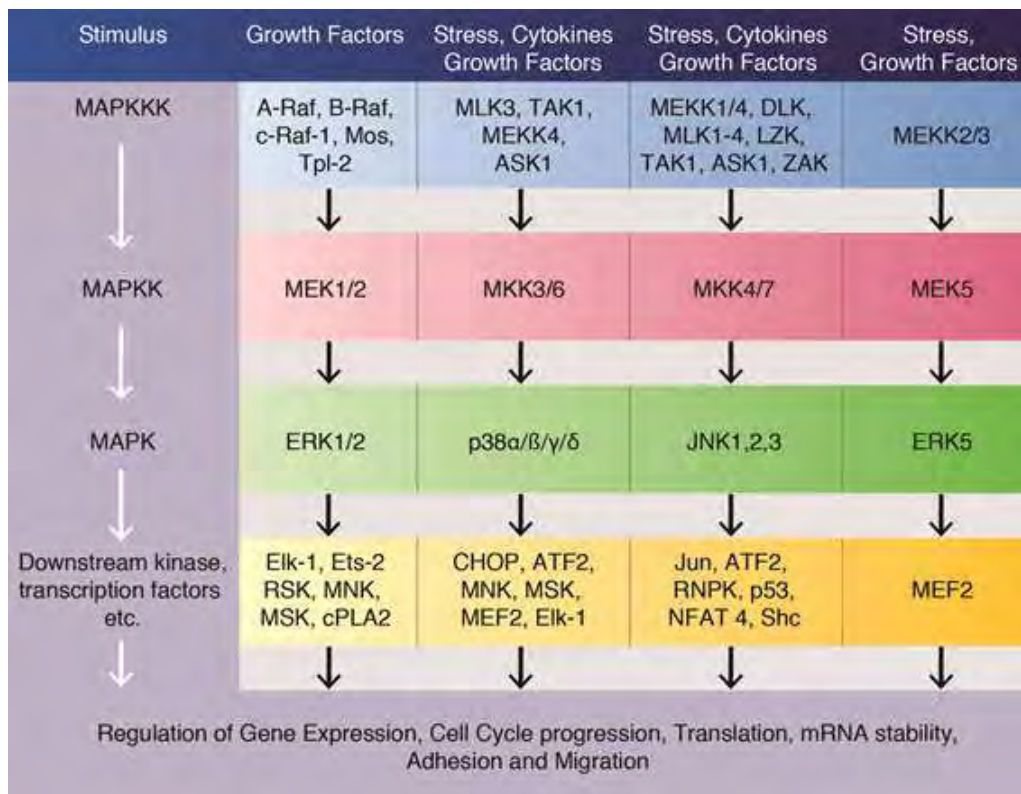 Stimulus
Growth Factors
Stress, Cytokines
Growth Factors
Stress, Cytokines
Growth Factors
Stress,
Growth Factors
MAPKKK
A-Raf, B-Raf,
c-Raf-1, Mos,
Tpl-2
MLK3, TAK1,
MEKK4,
ASK1
MEKK1/4, DLK,
MLK1-4, LZK,
TAK1, ASK1, ZAK
MEKK2/3
MAPKK
MEK1/2
MKK3/6
MKK4/7
MEK5
MAPK
ERK1/2
p38α/ß/γ/δ
JNK1,2,3
ERK5
Downstream kinase,
transcription factors
etc.
Elk-1, Ets-2
RSK, MNK,
MSK, cPLA2
CHOP, ATF2,
MNK, MSK,
MEF2, Elk-1
Jun, ATF2,
RNPK, p53,
NFAT 4, Shc
MEF2
Regulation of Gene Expression, Cell Cycle progression, Translation, mRNA stability,
Adhesion and Migration